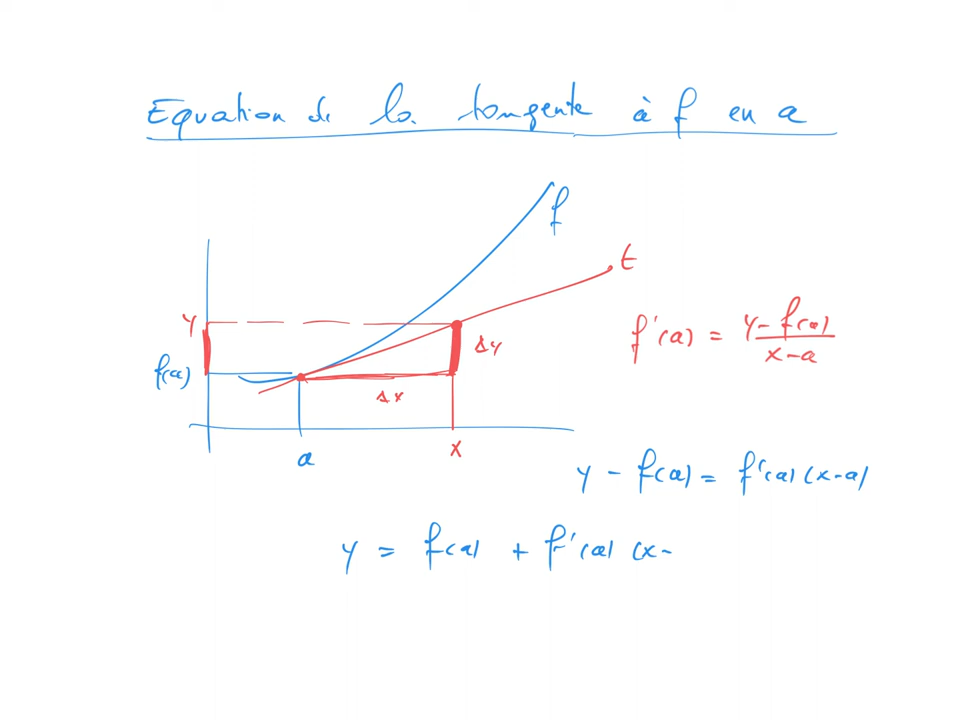 Equation de la tangente à f en a
f
t
y
f'(a) = y-f(a) / x-a
Δy
f(a)
Δx
a
x
y - f(a) = f'(a) (x-a)
y = f(a) + f'(a) (x-